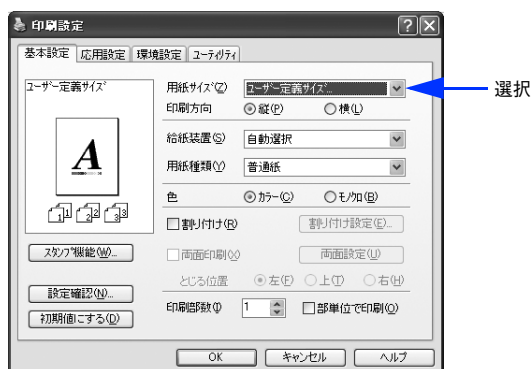 印刷設定
基本設定 応用設定 環境設定 ユーティリティ
ユーザー定義サイズ
用紙サイズ(Z) ユーザー定義サイズ...
選択
印刷方向 縦(P) 横(L)
給紙装置(S) 自動選択
用紙種類(Y) 普通紙
A
色 カラー(C) モノクロ(B)
1 1 2 2 3 3
割り付け(R) 割り付け設定(E)...
スタンプ機能(W)... 両面印刷(X) 両面設定(U)
とじる位置 左(F) 上(T) 右(H)
設定確認(N)...
印刷部数(I) 1 部単位で印刷(O)
初期値にする(D)
OK キャンセル ヘルプ